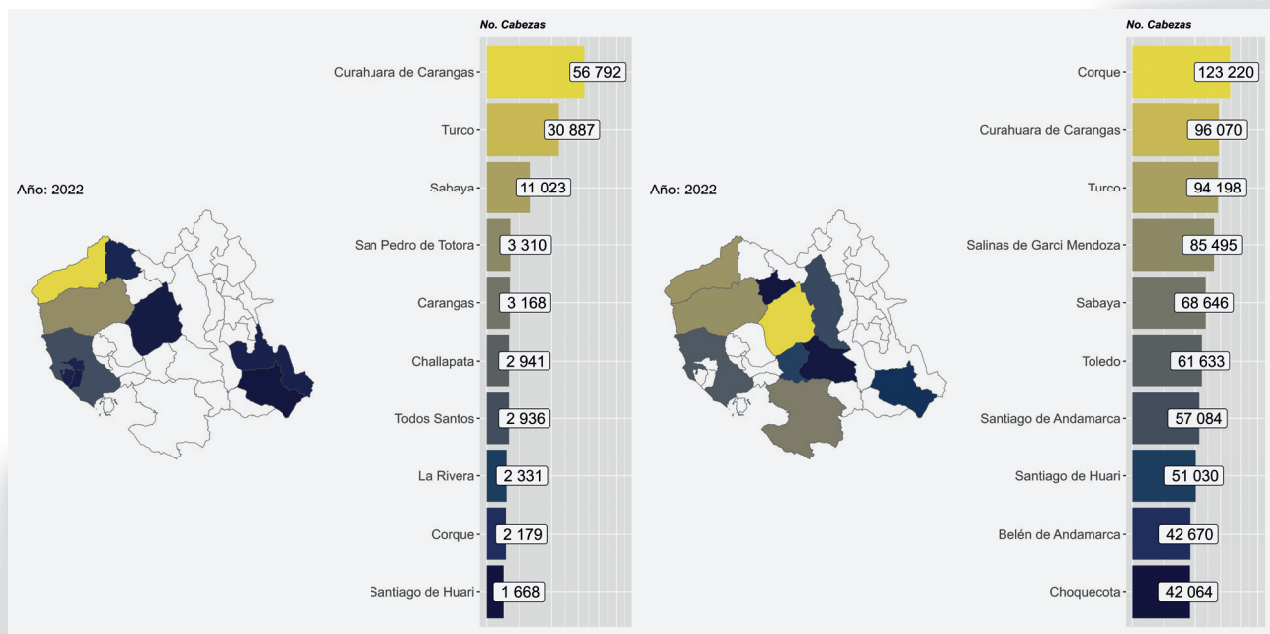 No. Cabezas
Curahuara de Carangas
56 792
Turco
30 887
Sabaya
11 023
Año: 2022
San Pedro de Totora
3 310
Carangas
3 168
Challapata
2 941
Todos Santos
2 936
La Rivera
2 331
Corque
2 179
Santiago de Huari
1 668
No. Cabezas
Corque
123 220
Curahuara de Carangas
96 070
Turco
94 198
Año: 2022
Salinas de Garci Mendoza
85 495
Sabaya
68 646
Toledo
61 633
Santiago de Andamarca
57 084
Santiago de Huari
51 030
Belén de Andamarca
42 670
Choquecota
42 064